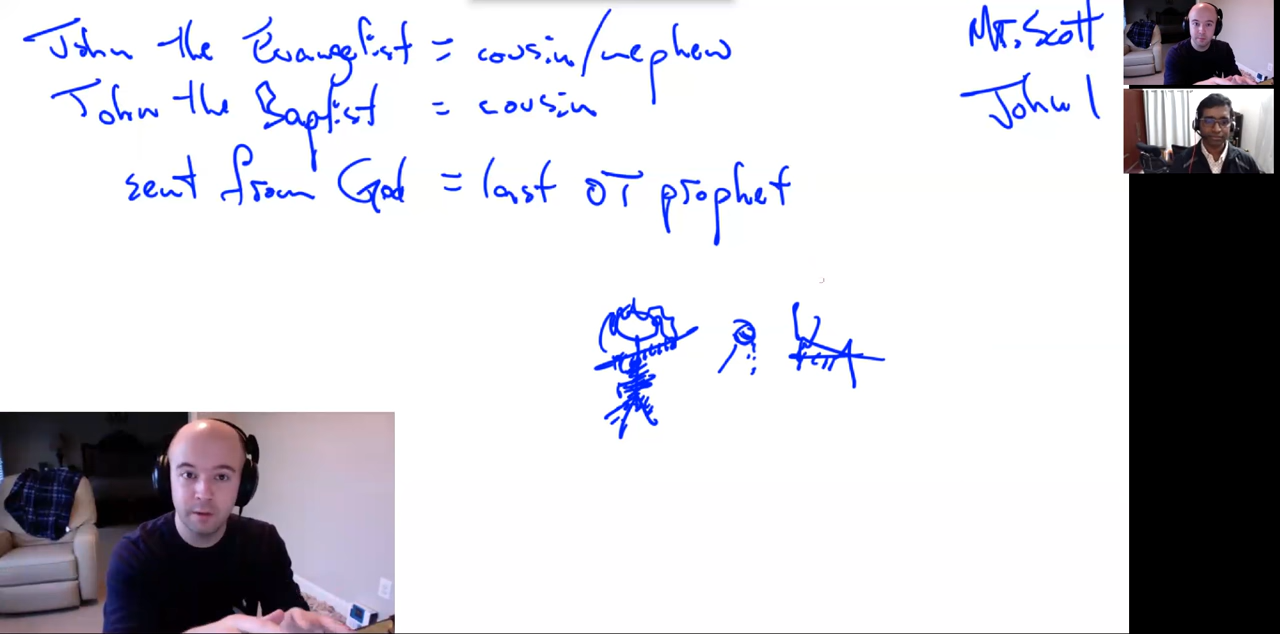 John the Evangelist = cousin/nephew
John the Baptist = cousin
sent from God = last OT prophet
Mr. Scott
John 1